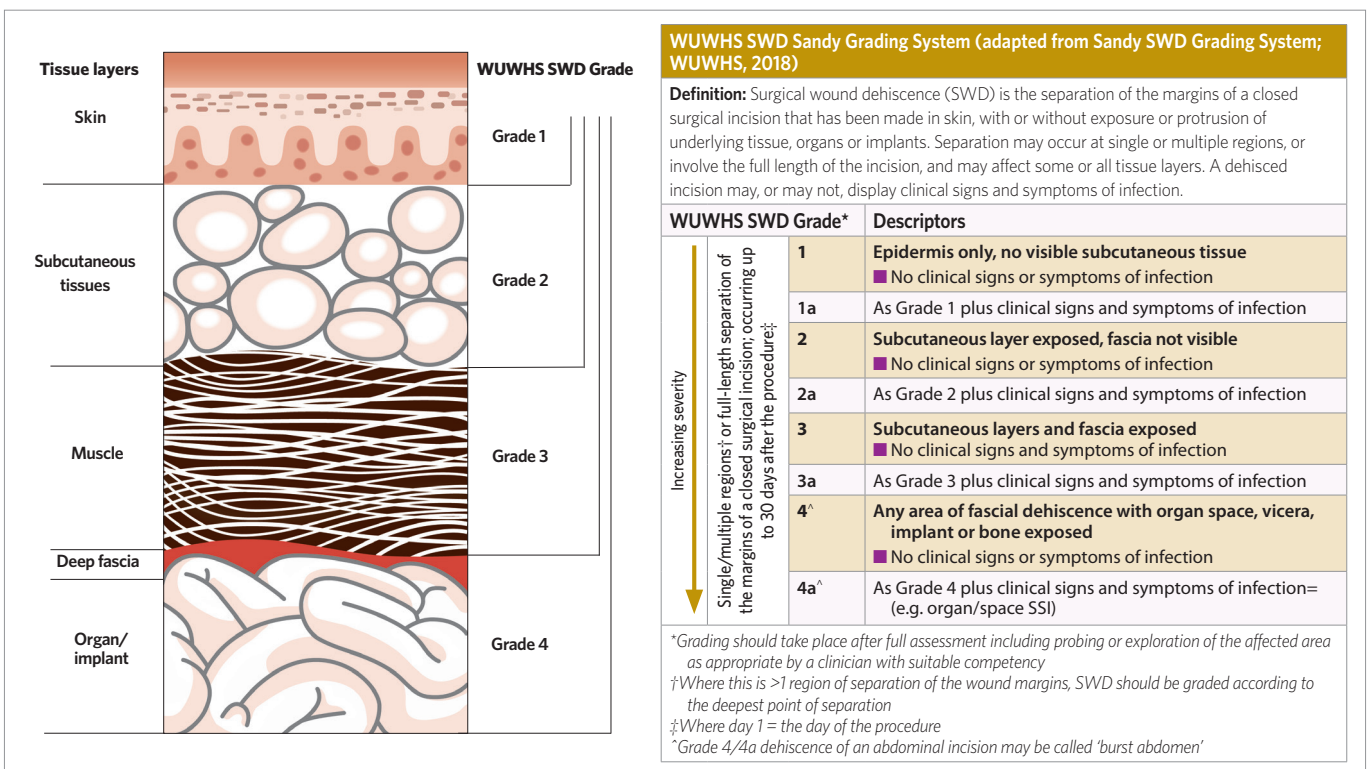 Tissue layers
WUWHS SWD Grade
Skin
Grade 1
Subcutaneous
tissues
Grade 2
Muscle
Grade 3
Deep fascia
Organ/
implant
Grade 4
WUWHS SWD Sandy Grading System (adapted from Sandy SWD Grading System;
WUWHS, 2018)
Definition: Surgical wound dehiscence (SWD) is the separation of the margins of a closed
surgical incision that has been made in skin, with or without exposure or protrusion of
underlying tissue, organs or implants. Separation may occur at single or multiple regions, or
involve the full length of the incision, and may affect some or all tissue layers. A dehisced
incision may, or may not, display clinical signs and symptoms of infection.
WUWHS SWD Grade*
Descriptors
Increasing severity
Single/multiple regions† or full-length separation of
the margins of a closed surgical incision; occurring up
to 30 days after the procedure:‡
1
Epidermis only, no visible subcutaneous tissue
■ No clinical signs or symptoms of infection
1a
As Grade 1 plus clinical signs and symptoms of infection
2
Subcutaneous layer exposed, fascia not visible
■ No clinical signs or symptoms of infection
2a
As Grade 2 plus clinical signs and symptoms of infection
3
Subcutaneous layers and fascia exposed
■ No clinical signs and symptoms of infection
3a
As Grade 3 plus clinical signs and symptoms of infection
4^
Any area of fascial dehiscence with organ space, vicera,
implant or bone exposed
■ No clinical signs or symptoms of infection
4a^
As Grade 4 plus clinical signs and symptoms of infection=
(e.g. organ/space SSI)
*Grading should take place after full assessment including probing or exploration of the affected area
as appropriate by a clinician with suitable competency
†Where this is >1 region of separation of the wound margins, SWD should be graded according to
the deepest point of separation
‡Where day 1 = the day of the procedure
^Grade 4/4a dehiscence of an abdominal incision may be called ‘burst abdomen’